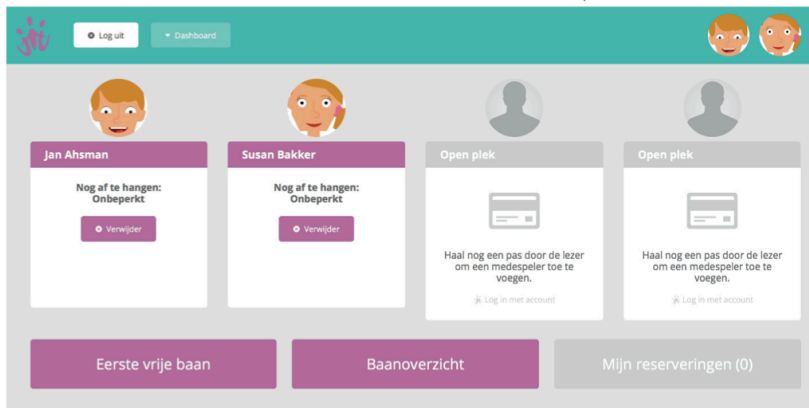 jti
Log uit
Dashboard
Jan Ahsman
Susan Bakker
Open plek
Open plek
Nog af te hangen:
Onbeperkt
Verwijder
Nog af te hangen:
Onbeperkt
Verwijder
Haal nog een pas door de lezer
om een medespeler toe te
voegen.
Log in met account
Haal nog een pas door de lezer
om een medespeler toe te
voegen.
Log in met account
Eerste vrije baan
Baanoverzicht
Mijn reserveringen (0)